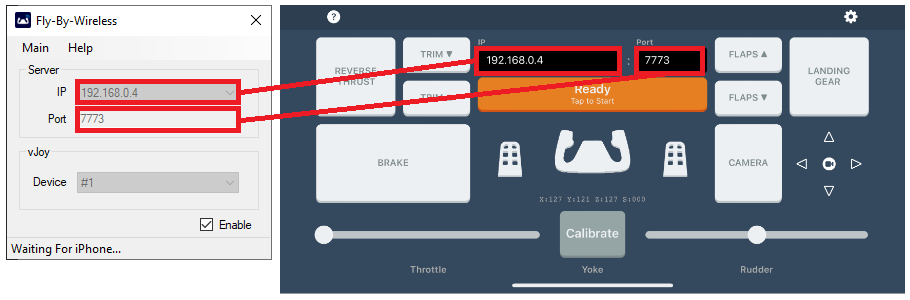 Fly-By-Wireless
Main Help
Server
IP 192.168.0.4
Port 7773
vJoy
Device #1
Enable
Waiting For iPhone...
?
IP Port
REVERSE THRUST
TRIM ▼
192.168.0.4 : 7773
FLAPS ▲
LANDING GEAR
TRIM
Ready
Tap to Start
FLAPS ▼
BRAKE
CAMERA
X:127 Y:121 Z:127 S:000
Calibrate
Throttle Yoke Rudder